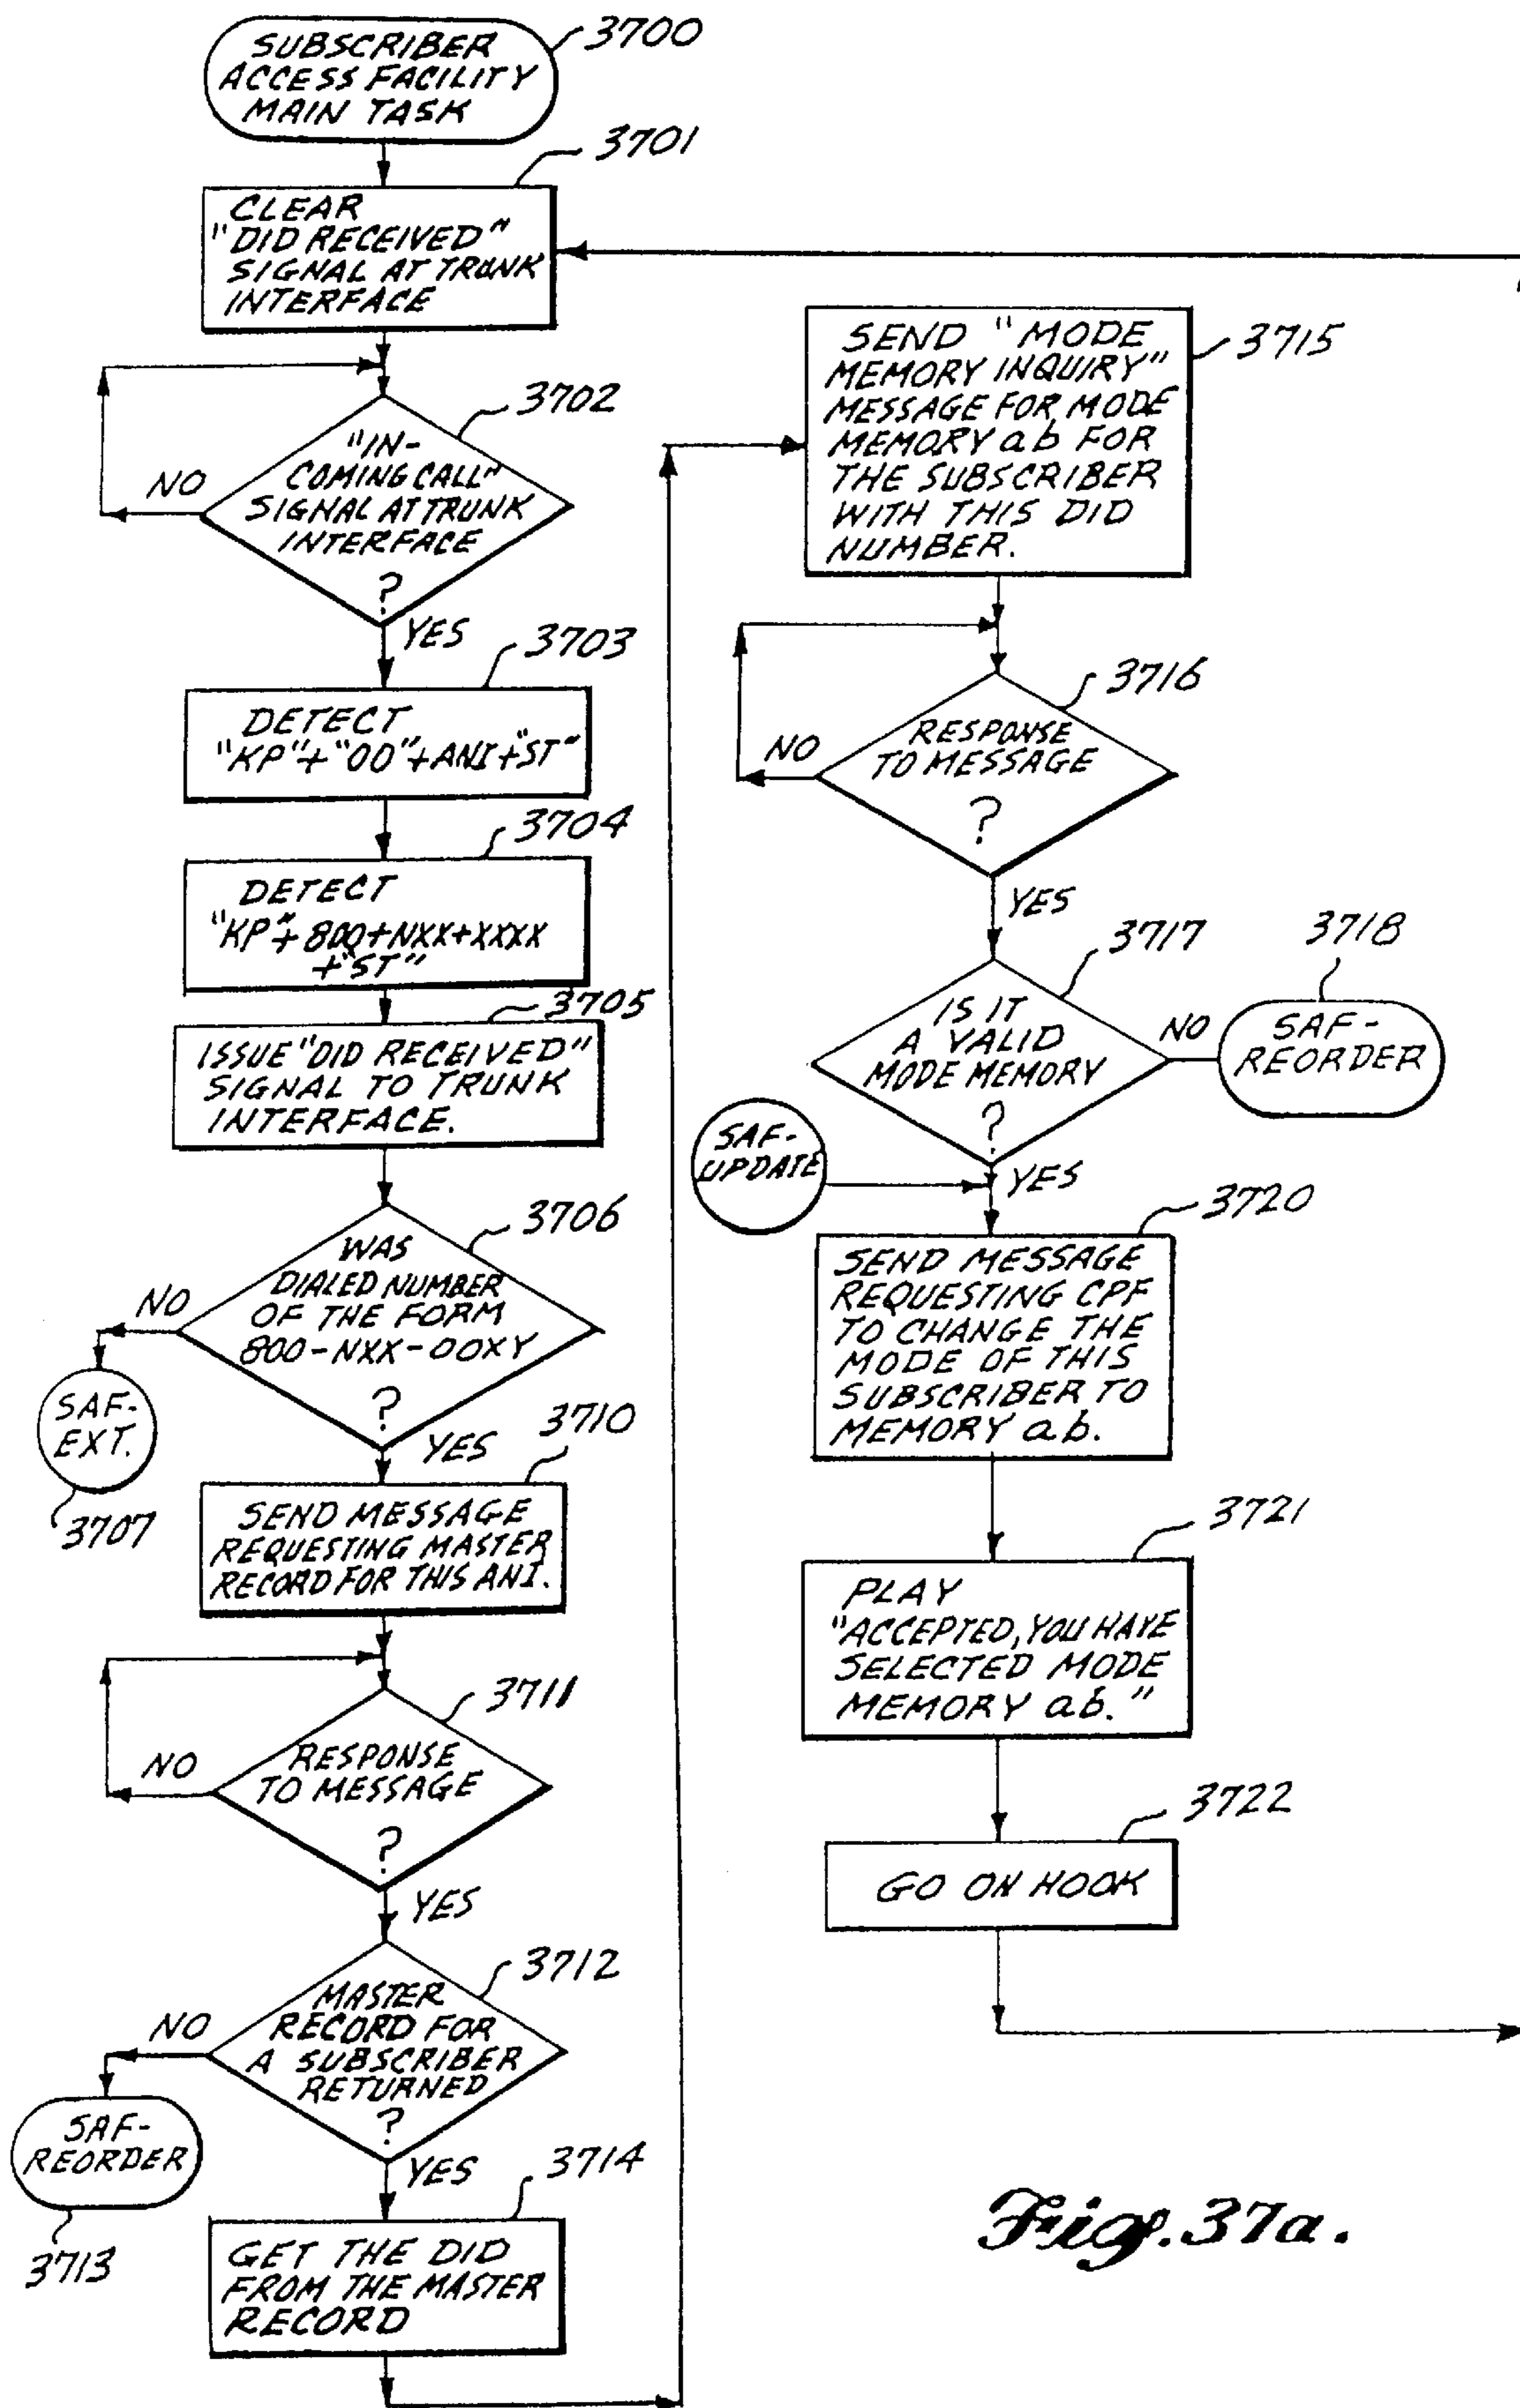 SUBSCRIBER
ACCESS FACILITY
MAIN TASK
3700
3701
CLEAR
"DID RECEIVED"
SIGNAL AT TRUNK
INTERFACE
3702
"IN-
COMING CALL"
SIGNAL AT TRUNK
INTERFACE
?
NO
YES
3703
DETECT
"KP"+"00"+ANI+"ST"
3704
DETECT
"KP"+800+NXX+XXXX
+"ST"
3705
ISSUE "DID RECEIVED"
SIGNAL TO TRUNK
INTERFACE.
3706
WAS
DIALED NUMBER
OF THE FORM
800-NXX-00XY
?
NO
SAF-
EXT.
3707
YES
3710
SEND MESSAGE
REQUESTING MASTER
RECORD FOR THIS ANI.
3711
RESPONSE
TO MESSAGE
?
NO
YES
3712
MASTER
RECORD FOR
A SUBSCRIBER
RETURNED
?
NO
SAF-
REORDER
3713
YES
3714
GET THE DID
FROM THE MASTER
RECORD
3715
SEND "MODE
MEMORY INQUIRY"
MESSAGE FOR MODE
MEMORY ab FOR
THE SUBSCRIBER
WITH THIS DID
NUMBER.
3716
RESPONSE
TO MESSAGE
?
NO
YES
3717
IS IT
A VALID
MODE MEMORY
?
NO
3718
SAF-
REORDER
SAF-
UPDATE
YES
3720
SEND MESSAGE
REQUESTING CPF
TO CHANGE THE
MODE OF THIS
SUBSCRIBER TO
MEMORY ab.
3721
PLAY
"ACCEPTED, YOU HAVE
SELECTED MODE
MEMORY ab."
3722
GO ON HOOK
Fig. 37a.